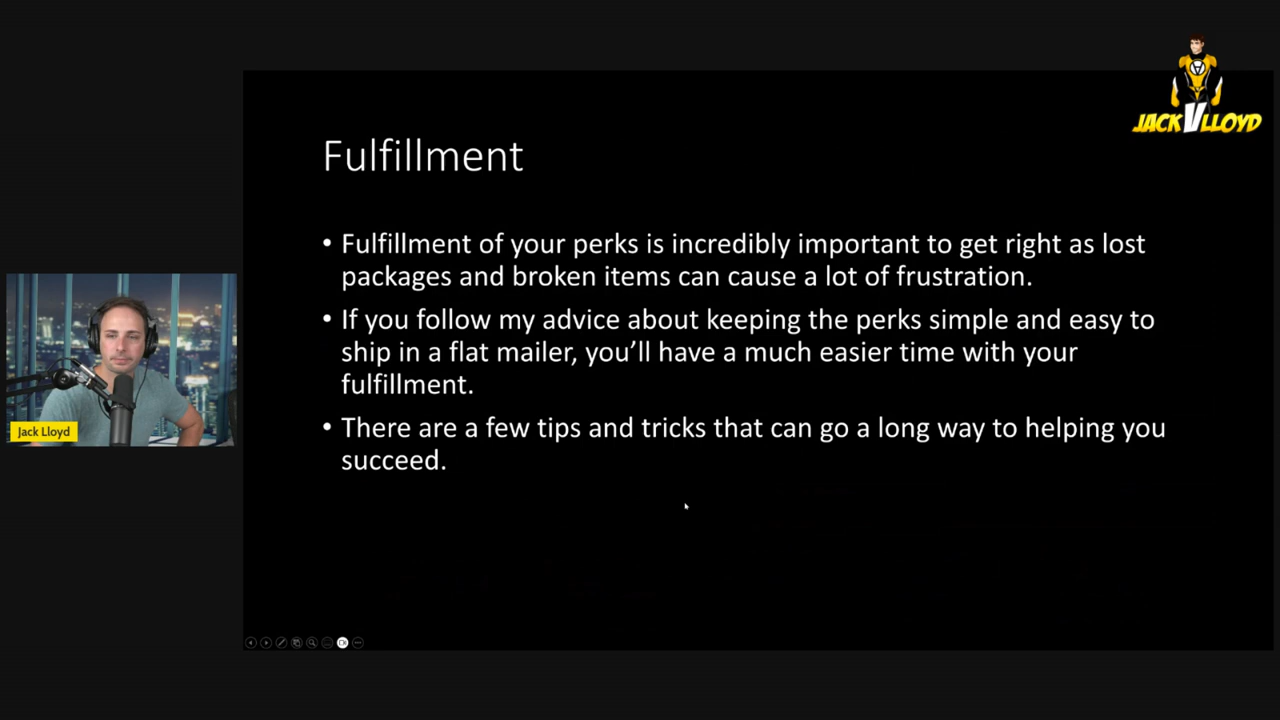 JACK V LLOYD
Fulfillment
• Fulfillment of your perks is incredibly important to get right as lost
packages and broken items can cause a lot of frustration.
• If you follow my advice about keeping the perks simple and easy to
ship in a flat mailer, you’ll have a much easier time with your
fulfillment.
• There are a few tips and tricks that can go a long way to helping you
succeed.
Jack Lloyd